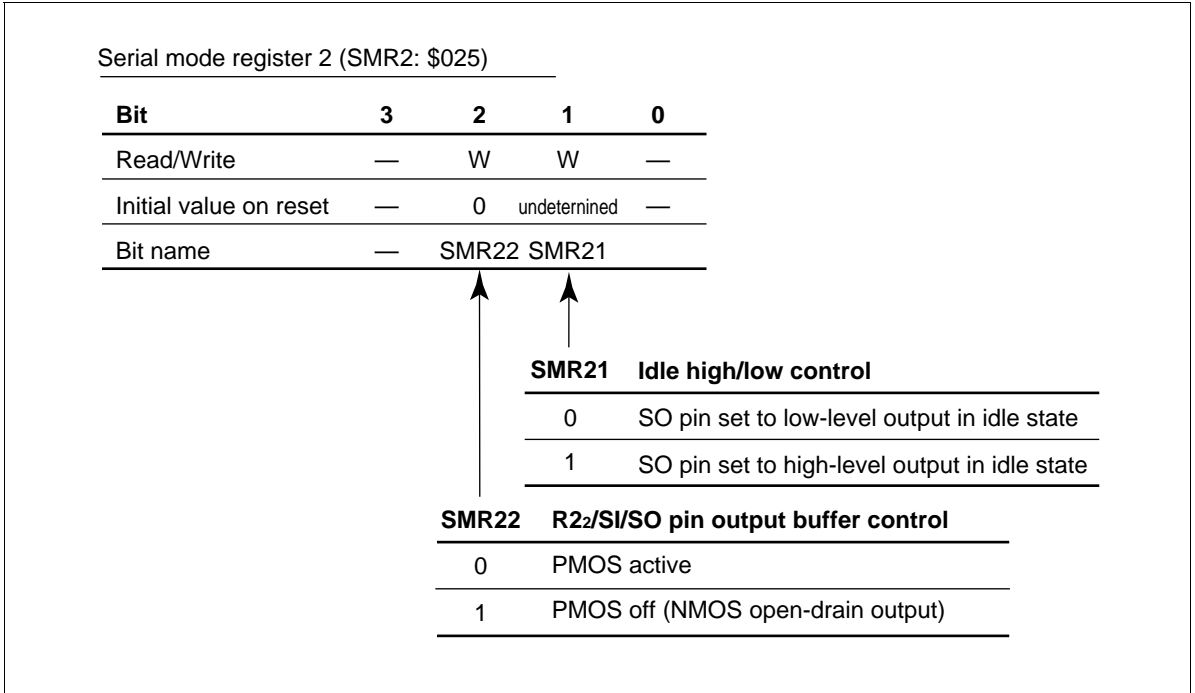 Serial mode register 2 (SMR2: $025)
Bit 3 2 1 0
Read/Write — W W —
Initial value on reset — 0 undeternined —
Bit name — SMR22 SMR21
SMR21 Idle high/low control
0 SO pin set to low-level output in idle state
1 SO pin set to high-level output in idle state
SMR22 R2₂/SI/SO pin output buffer control
0 PMOS active
1 PMOS off (NMOS open-drain output)